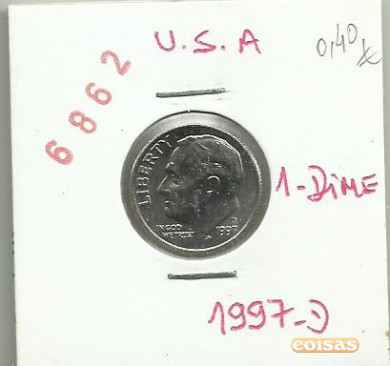 U.S.A
0,40
6862
LIBERTY
1-DiME
IN GOD
WE TRUST
D
1997
1997-D
coisas